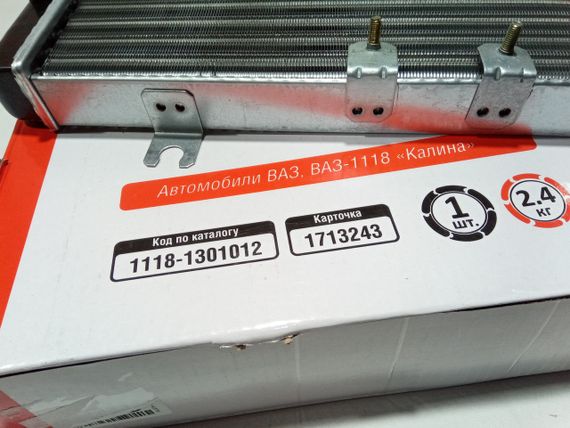 Автомобили ВАЗ, ВАЗ-1118 «Калина»
Код по каталогу
1118-1301012
Карточка
1713243
1
ШТ.
2.4
КГ